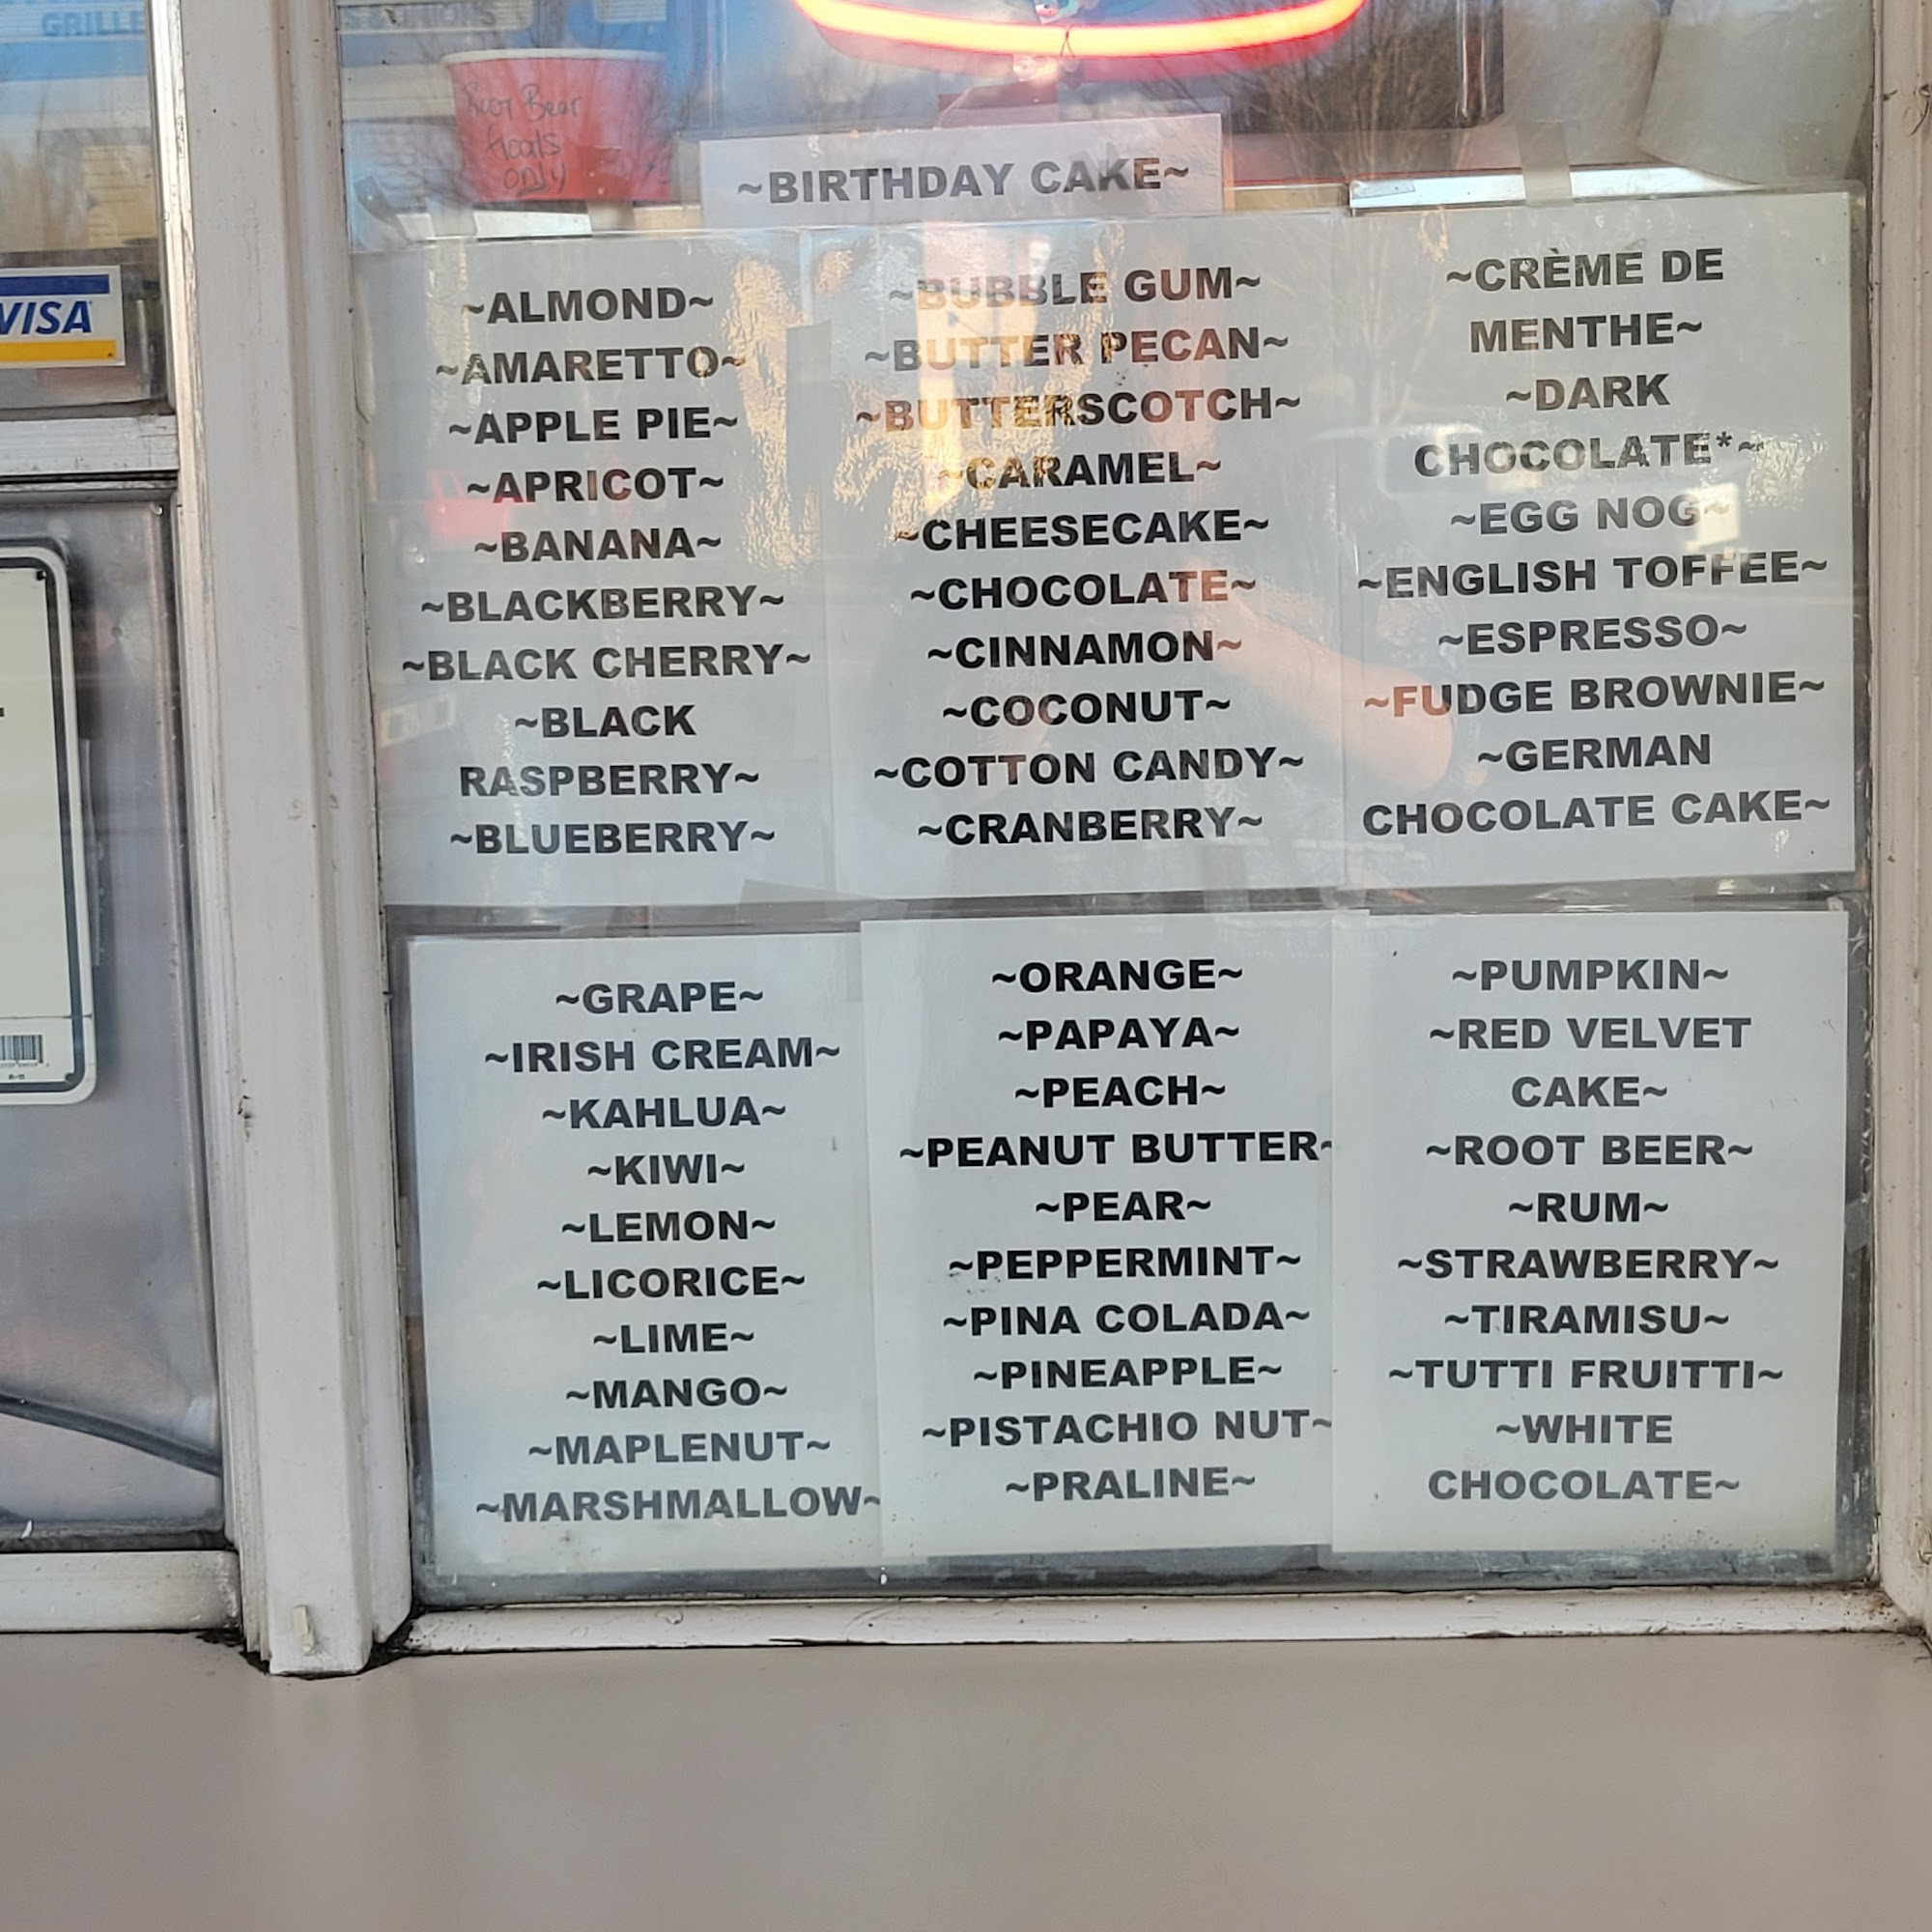 GRILLE
& ONIONS
Root Beer
floats
only
~BIRTHDAY CAKE~
VISA
~ALMOND~
~AMARETTO~
~APPLE PIE~
~APRICOT~
~BANANA~
~BLACKBERRY~
~BLACK CHERRY~
~BLACK
RASPBERRY~
~BLUEBERRY~
~BUBBLE GUM~
~BUTTER PECAN~
~BUTTERSCOTCH~
~CARAMEL~
~CHEESECAKE~
~CHOCOLATE~
~CINNAMON~
~COCONUT~
~COTTON CANDY~
~CRANBERRY~
~CRÈME DE
MENTHE~
~DARK
CHOCOLATE*~
~EGG NOG~
~ENGLISH TOFFEE~
~ESPRESSO~
~FUDGE BROWNIE~
~GERMAN
CHOCOLATE CAKE~
~GRAPE~
~IRISH CREAM~
~KAHLUA~
~KIWI~
~LEMON~
~LICORICE~
~LIME~
~MANGO~
~MAPLENUT~
~MARSHMALLOW~
~ORANGE~
~PAPAYA~
~PEACH~
~PEANUT BUTTER~
~PEAR~
~PEPPERMINT~
~PINA COLADA~
~PINEAPPLE~
~PISTACHIO NUT~
~PRALINE~
~PUMPKIN~
~RED VELVET
CAKE~
~ROOT BEER~
~RUM~
~STRAWBERRY~
~TIRAMISU~
~TUTTI FRUITTI~
~WHITE
CHOCOLATE~